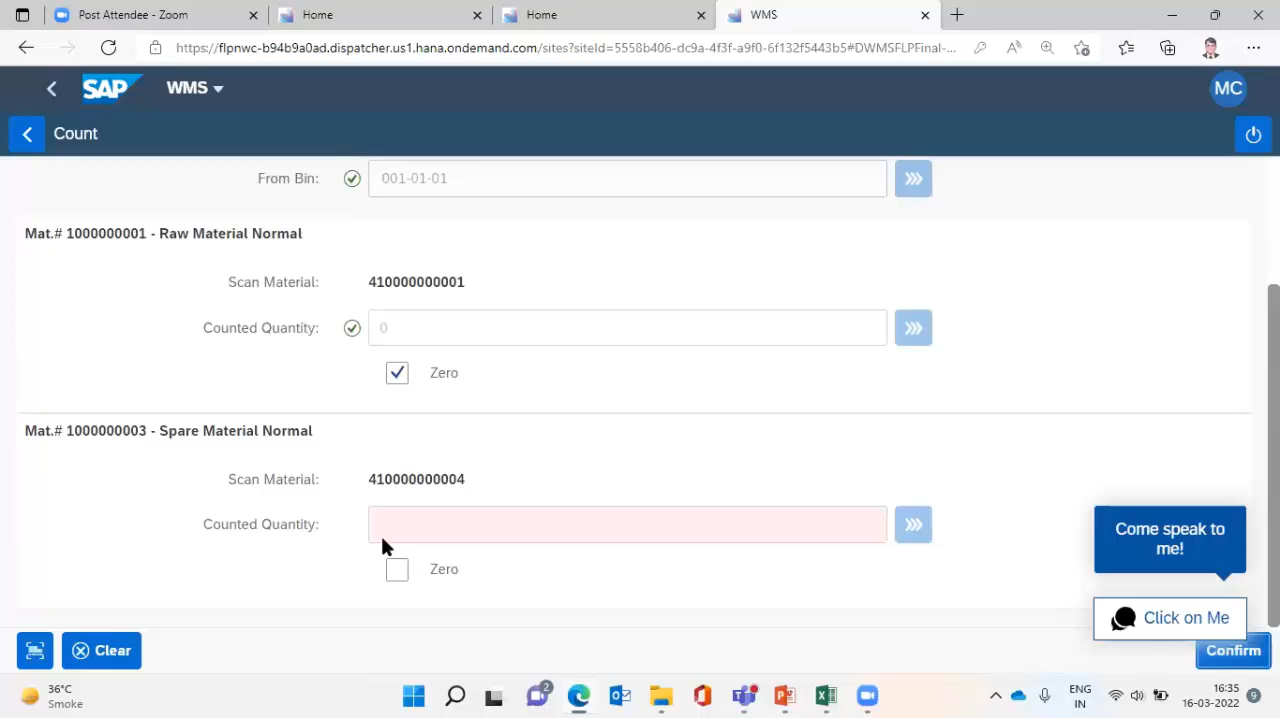 Post Attendee - Zoom
Home
Home
WMS
https://flpnwc-b94b9a0ad.dispatcher.us1.hana.ondemand.com/sites?siteId=5558b406-dc9a-4f3f-a9f0-6f132f5443b5#DWMSFLPFinal-...
SAP WMS
MC
Count
From Bin: 001-01-01
Mat.# 1000000001 - Raw Material Normal
Scan Material: 410000000001
Counted Quantity: 0
Zero
Mat.# 1000000003 - Spare Material Normal
Scan Material: 410000000004
Counted Quantity:
Zero
Come speak to
me!
Click on Me
Clear
Confirm
36°C
Smoke
2
ENG
IN
16:35
16-03-2022
9